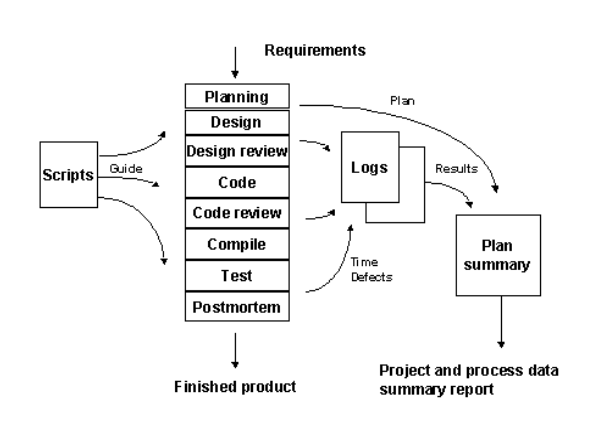 Requirements
Planning
Plan
Design
Design review
Scripts
Guide
Logs
Results
Code
Code review
Compile
Plan
summary
Time
Defects
Test
Postmortem
Project and process data
summary report
Finished product